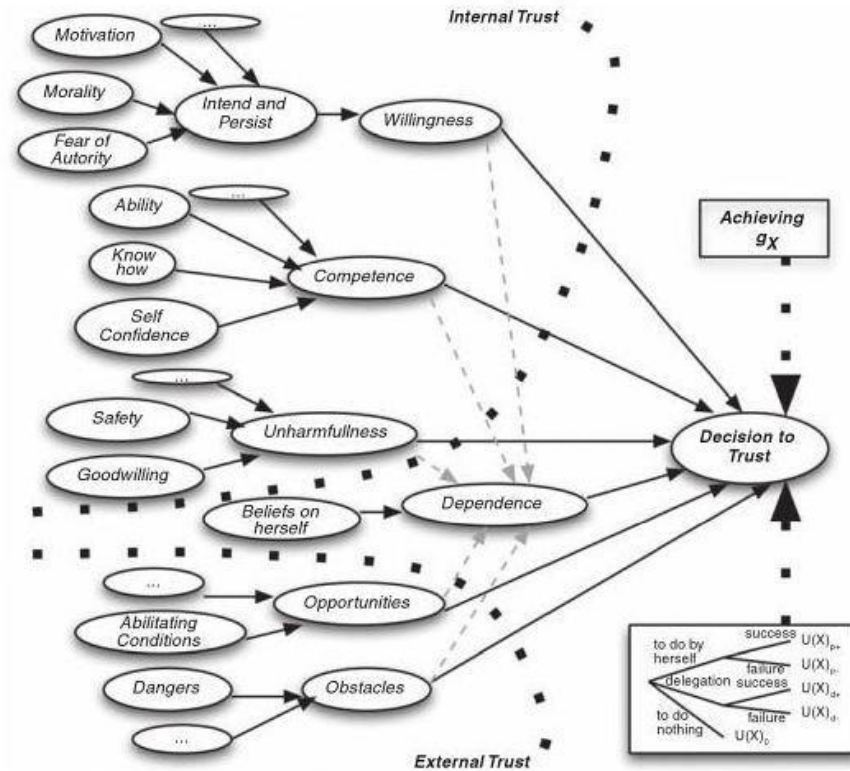 Internal Trust
Motivation
...
Morality
Intend and
Persist
Willingness
Fear of
Autority
Ability
...
Achieving
gX
Know
how
Competence
Self
Confidence
...
Safety
Unharmfullness
Decision to
Trust
Goodwilling
Dependence
Beliefs on
herself
...
Opportunities
Abilitating
Conditions
Dangers
Obstacles
...
External Trust
to do by
herself
success
U(X)p+
failure
U(X)p-
delegation
success
U(X)d+
failure
U(X)d-
to do
nothing
U(X)0